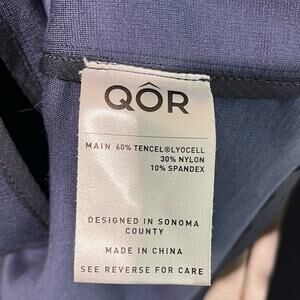 QÔR
MAIN 60% TENCEL®LYOCELL
30% NYLON
10% SPANDEX
DESIGNED IN SONOMA
COUNTY
MADE IN CHINA
SEE REVERSE FOR CARE